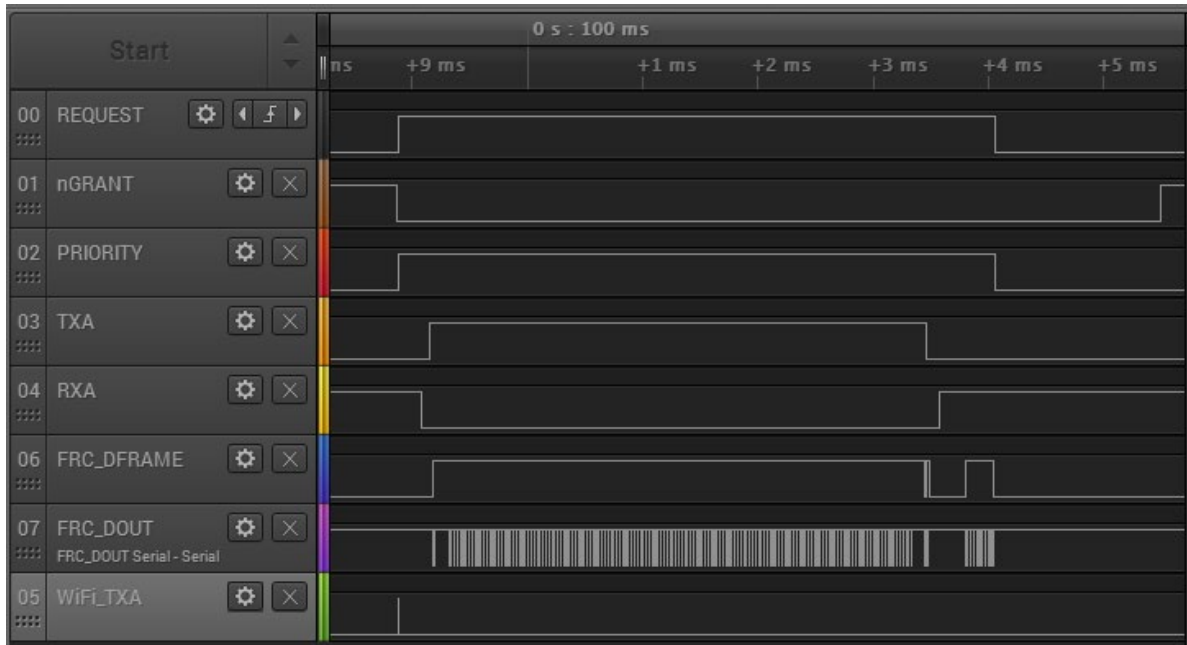 Start
0 s : 100 ms
ns +9 ms +1 ms +2 ms +3 ms +4 ms +5 ms
00 REQUEST
01 nGRANT
02 PRIORITY
03 TXA
04 RXA
06 FRC_DFRAME
07 FRC_DOUT
FRC_DOUT Serial - Serial
05 WiFi_TXA